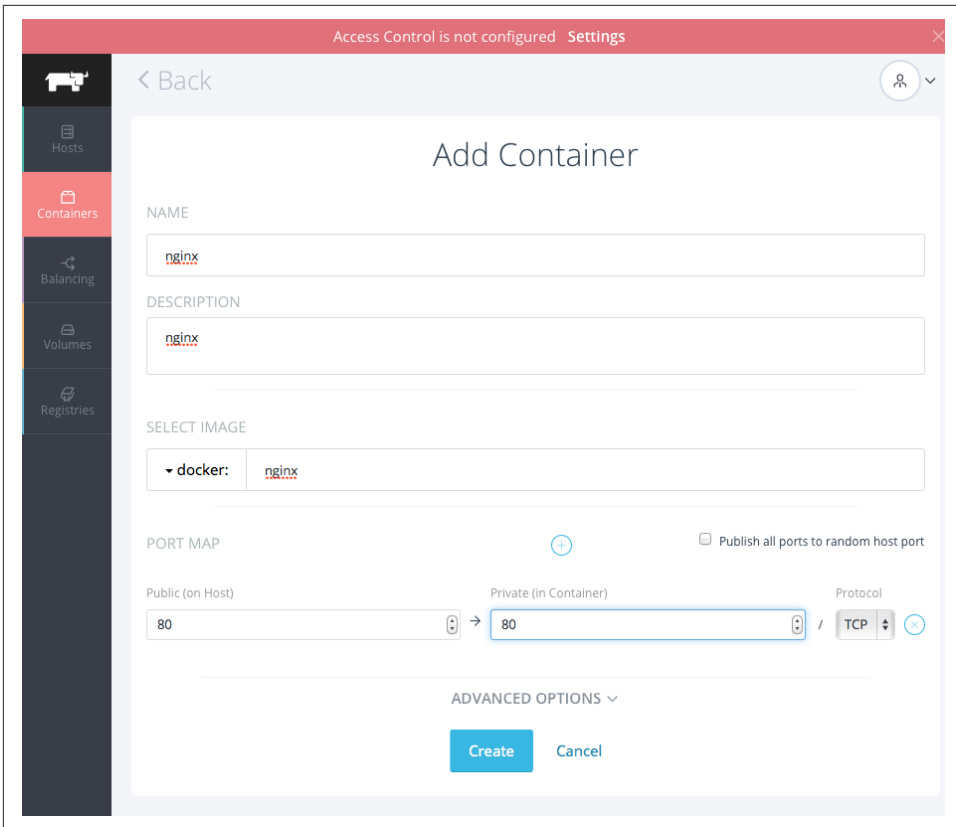 Access Control is not configured Settings
Back
Hosts
Containers
Balancing
Volumes
Registries
Add Container
NAME
nginx
DESCRIPTION
nginx
SELECT IMAGE
docker: nginx
PORT MAP Publish all ports to random host port
Public (on Host) Private (in Container) Protocol
80 → 80 / TCP
ADVANCED OPTIONS
Create Cancel